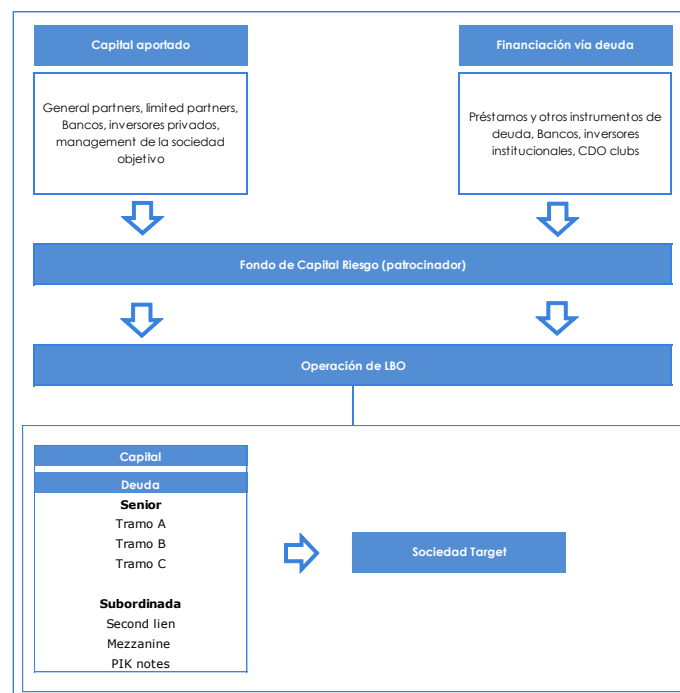 Capital aportado
Financiación vía deuda
General partners, limited partners,
Bancos, inversores privados,
management de la sociedad
objetivo
Préstamos y otros instrumentos de
deuda, Bancos, inversores
institucionales, CDO clubs
Fondo de Capital Riesgo (patrocinador)
Operación de LBO
Capital
Deuda
Senior
Tramo A
Tramo B
Tramo C
Subordinada
Second lien
Mezzanine
PIK notes
Sociedad Target